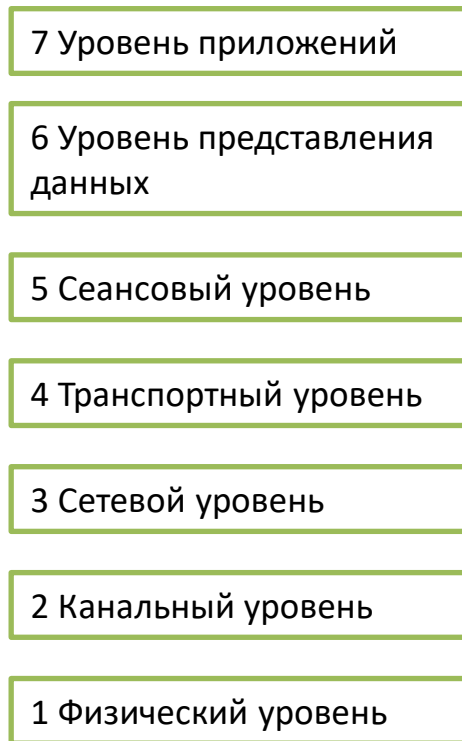 7 Уровень приложений
6 Уровень представления
данных
5 Сеансовый уровень
4 Транспортный уровень
3 Сетевой уровень
2 Канальный уровень
1 Физический уровень